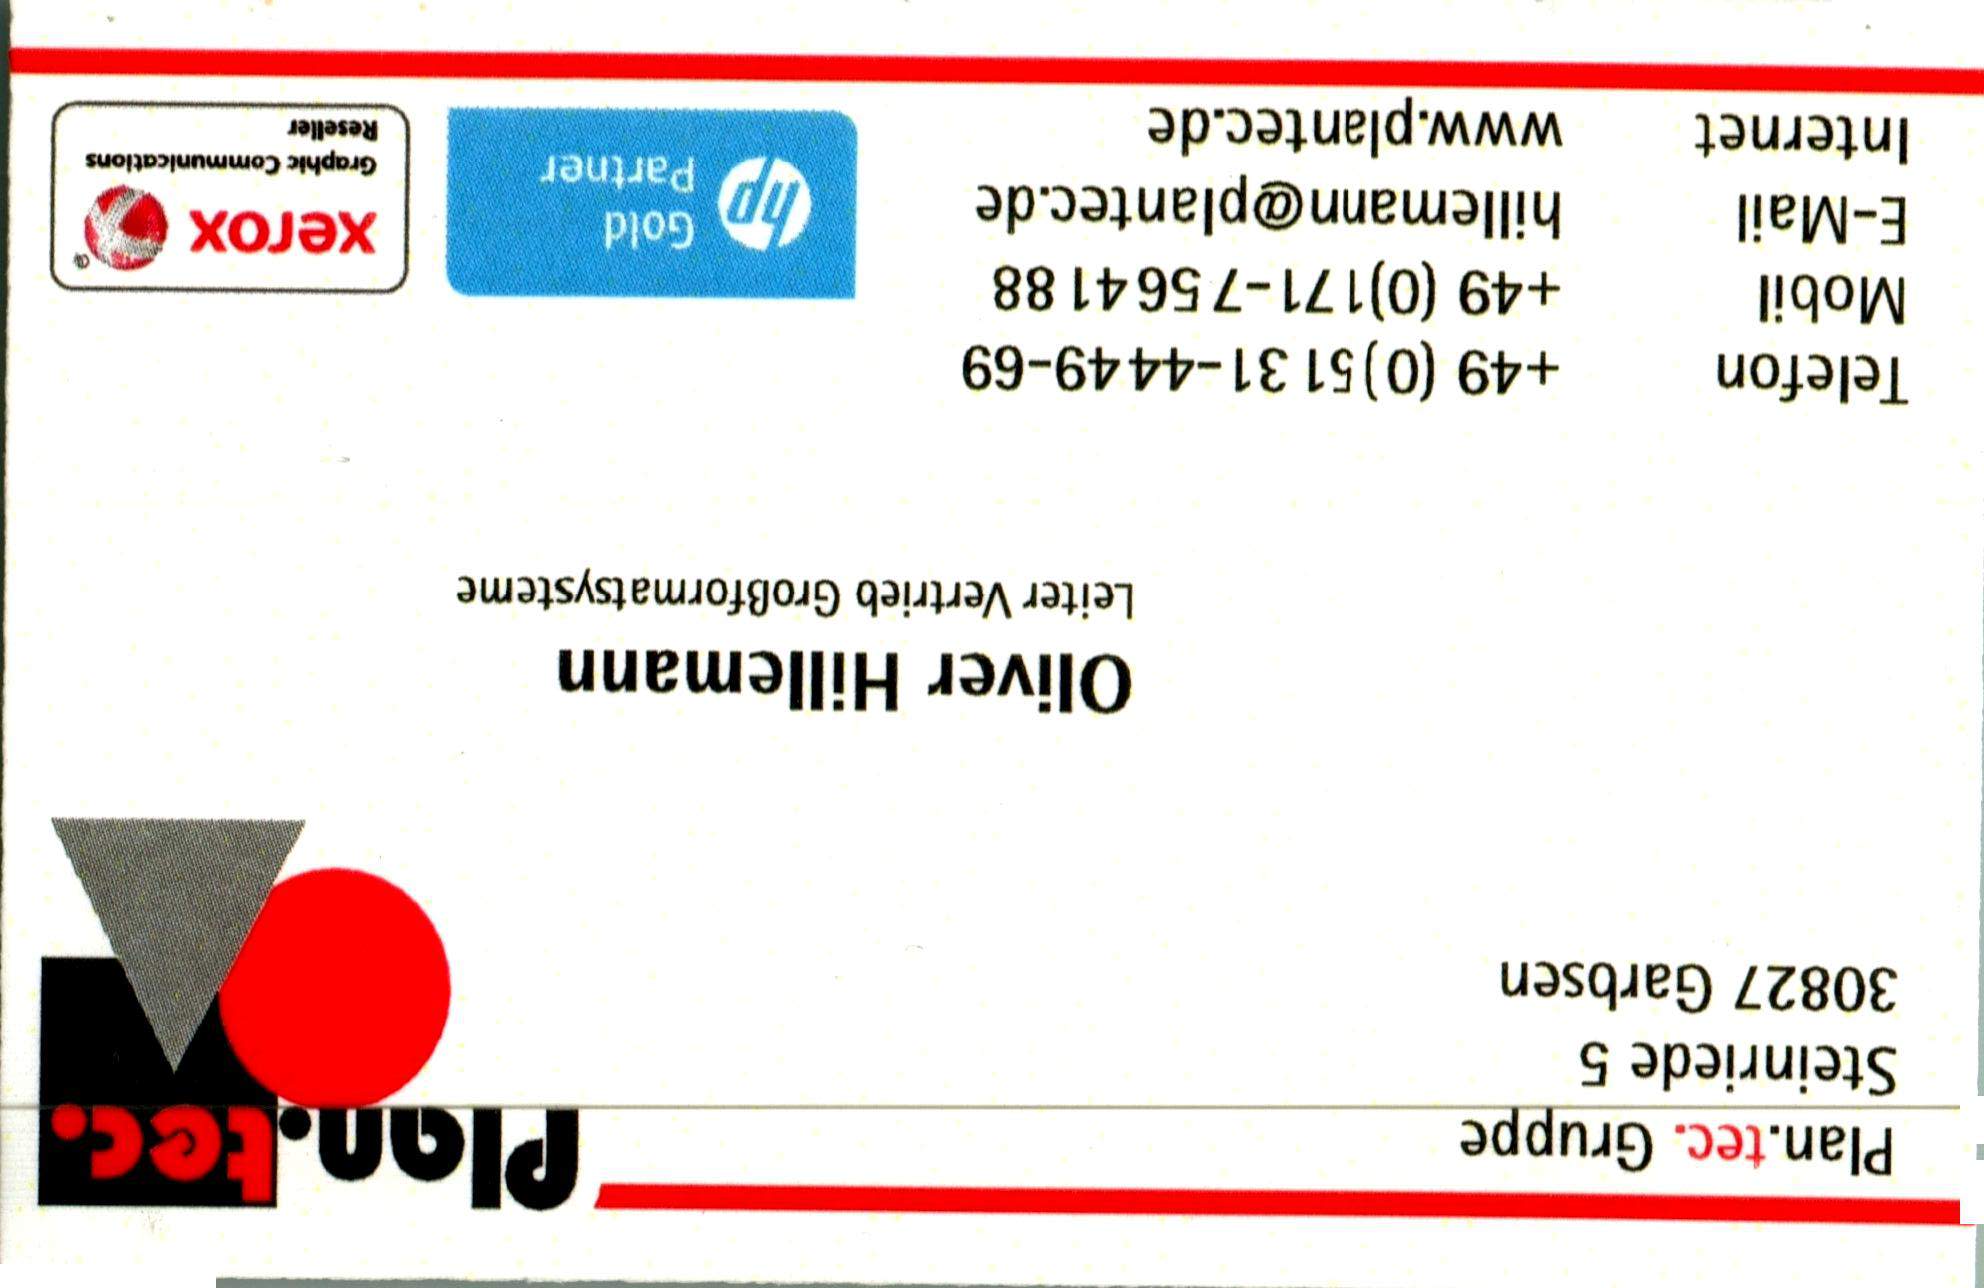 Plan.tec.
Plan.tec. Gruppe
Steinriede 5
30827 Garbsen
Oliver Hillemann
Leiter Vertrieb Großformatsysteme
Telefon +49 (0)51 31-44 49-69
Mobil +49 (0)171-7 56 41 88
E-Mail hillemann@plantec.de
Internet www.plantec.de
hp
Gold
Partner
xerox®
Graphic Communications
Reseller